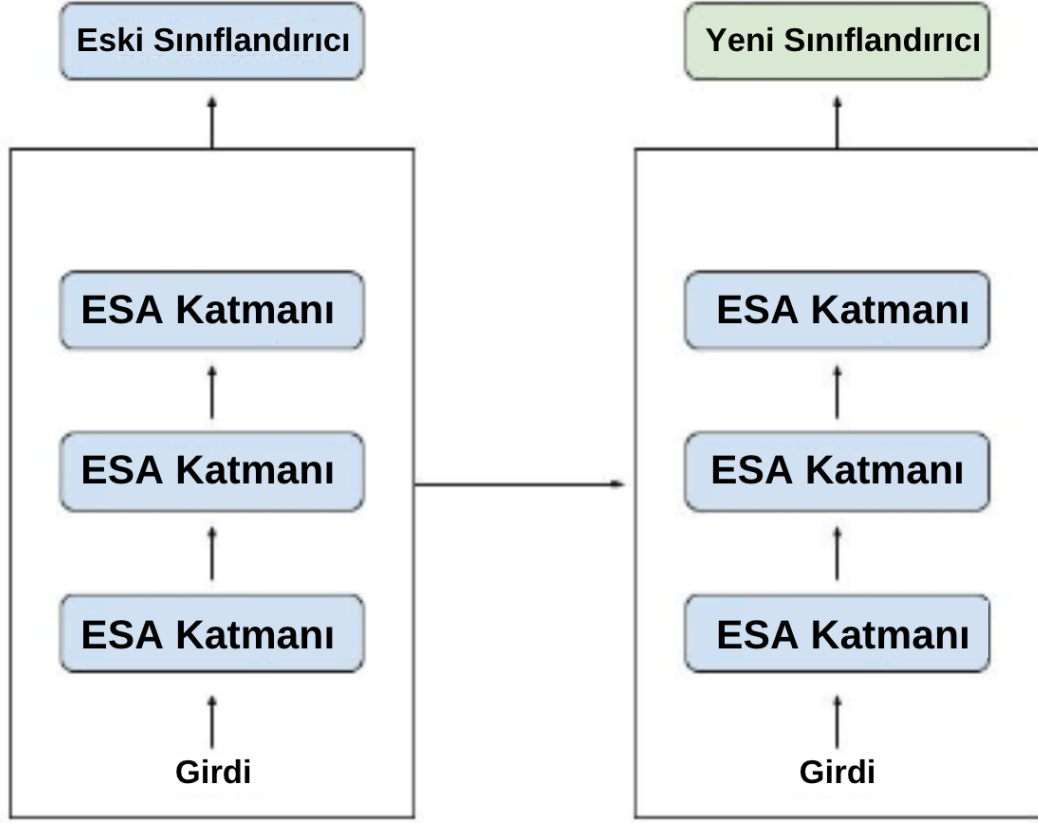 Eski Sınıflandırıcı
Yeni Sınıflandırıcı
ESA Katmanı
ESA Katmanı
ESA Katmanı
ESA Katmanı
ESA Katmanı
ESA Katmanı
Girdi
Girdi